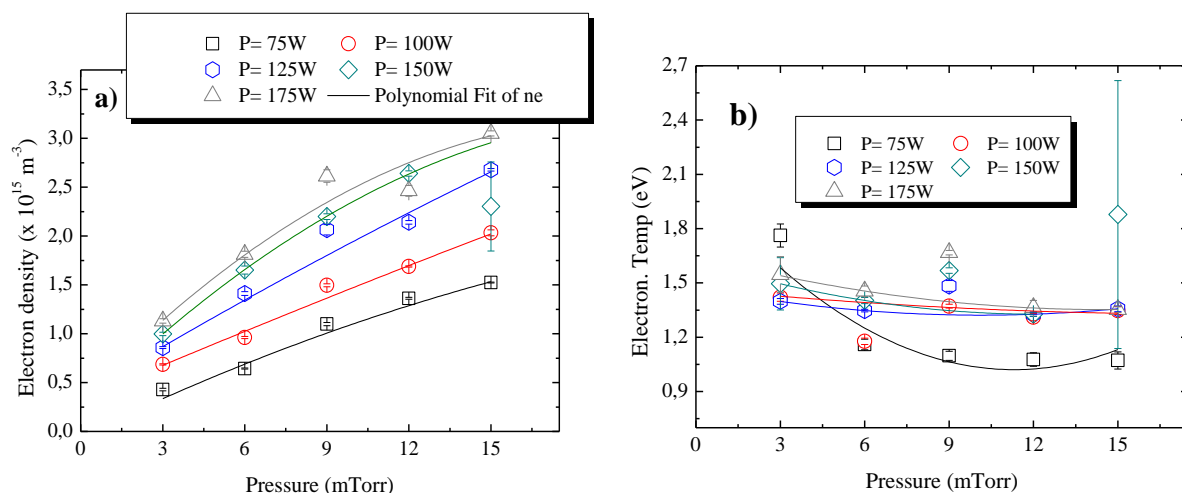 P= 75W P= 100W
P= 125W P= 150W
P= 175W Polynomial Fit of ne
a)
3,5
3,0
2,5
2,0
1,5
1,0
0,5
0,0
Electron density (x 10^15 m^-3)
0 3 6 9 12 15
Pressure (mTorr)
b)
P= 75W P= 100W
P= 125W P= 150W
P= 175W
2,7
2,4
2,1
1,8
1,5
1,2
0,9
Electron. Temp (eV)
0 3 6 9 12 15
Pressure (mTorr)